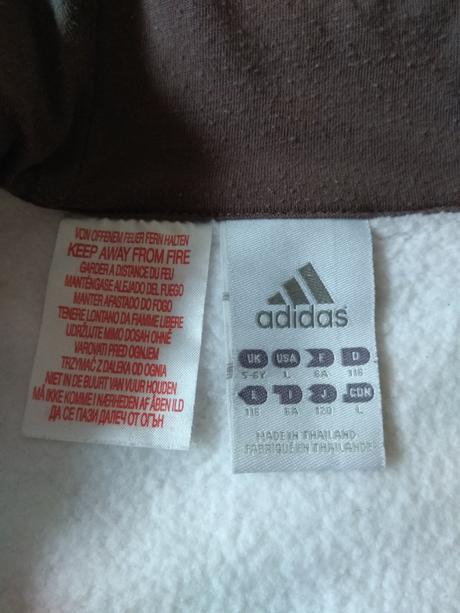 VON OFFENEM FEUER FERN HALTEN
KEEP AWAY FROM FIRE
GARDER A DISTANCE DU FEU
MANTÉNGASE ALEJADO DEL FUEGO
MANTER AFASTADO DO FOGO
TENERE LONTANO DA FIAMME LIBERE
UDRŽUJTE MIMO DOSAH OHNĚ
VAROVATI PRED OGNJEM
TRZYMAĆ Z DALEKA OD OGNIA
NIET IN DE BUURT VAN VUUR HOUDEN
MÅ IKKE KOMME I NÆRHEDEN AF ÅBEN ILD
ДА СЕ ПАЗИ ДАЛЕЧ ОТ ОГЪН
adidas
UK USA F D
5-6Y L 6A 116
E I J CDN
116 6A 120 L
MADE IN THAILAND
FABRIQUÉ EN THAILANDE